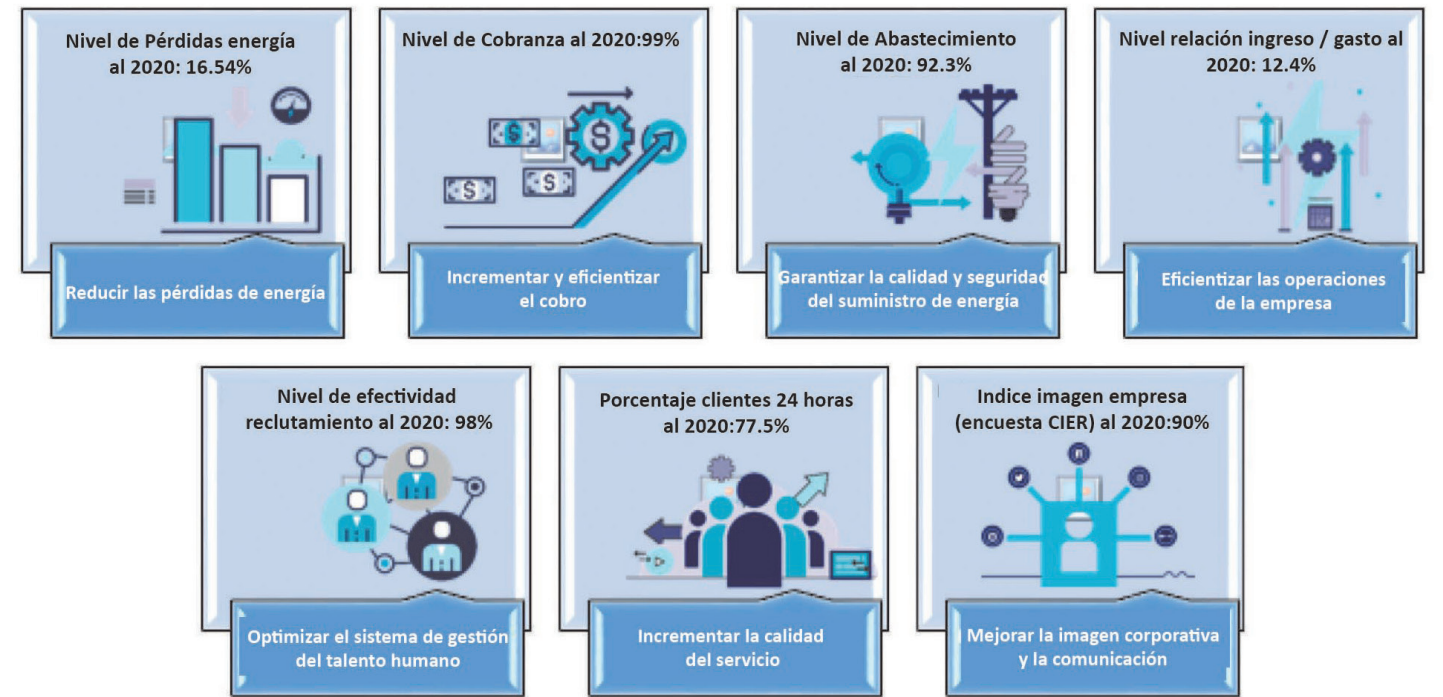 Nivel de Pérdidas energía
al 2020: 16.54%
Reducir las pérdidas de energía
Nivel de Cobranza al 2020:99%
Incrementar y eficientizar
el cobro
Nivel de Abastecimiento
al 2020: 92.3%
Garantizar la calidad y seguridad
del suministro de energía
Nivel relación ingreso / gasto al
2020: 12.4%
Eficientizar las operaciones
de la empresa
Nivel de efectividad
reclutamiento al 2020: 98%
Optimizar el sistema de gestión
del talento humano
Porcentaje clientes 24 horas
al 2020:77.5%
Incrementar la calidad
del servicio
Indice imagen empresa
(encuesta CIER) al 2020:90%
Mejorar la imagen corporativa
y la comunicación